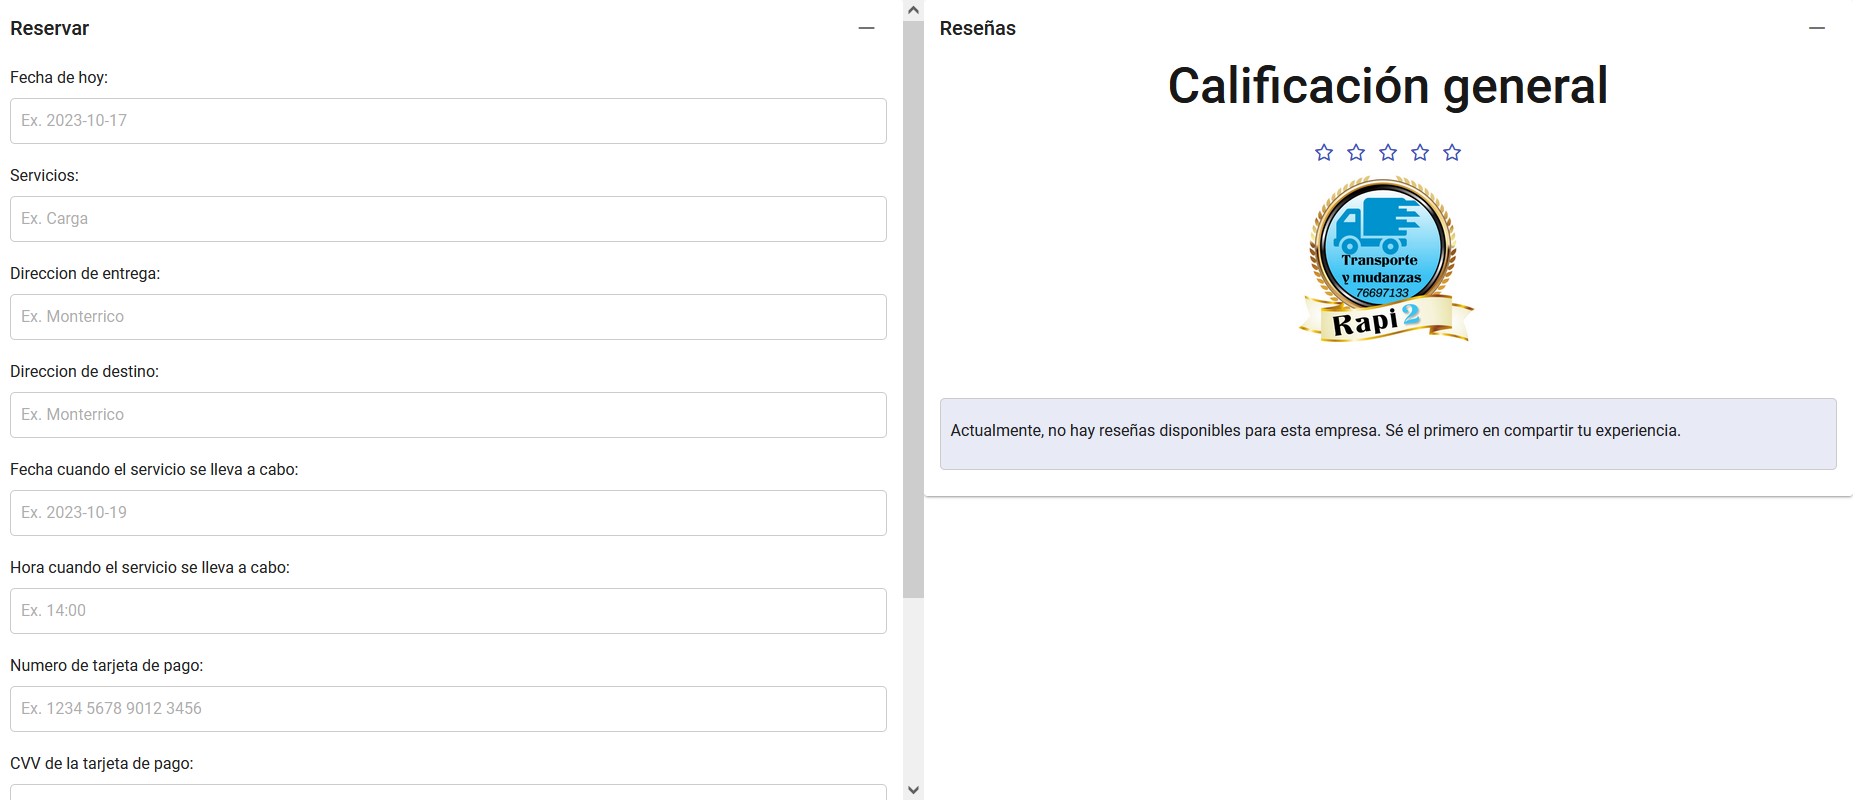 Reservar
Fecha de hoy:
Ex. 2023-10-17
Servicios:
Ex. Carga
Direccion de entrega:
Ex. Monterrico
Direccion de destino:
Ex. Monterrico
Fecha cuando el servicio se lleva a cabo:
Ex. 2023-10-19
Hora cuando el servicio se lleva a cabo:
Ex. 14:00
Numero de tarjeta de pago:
Ex. 1234 5678 9012 3456
CVV de la tarjeta de pago:
Reseñas
Calificación general
Transporte
y mudanzas
76697133
Rapi 2
Actualmente, no hay reseñas disponibles para esta empresa. Sé el primero en compartir tu experiencia.